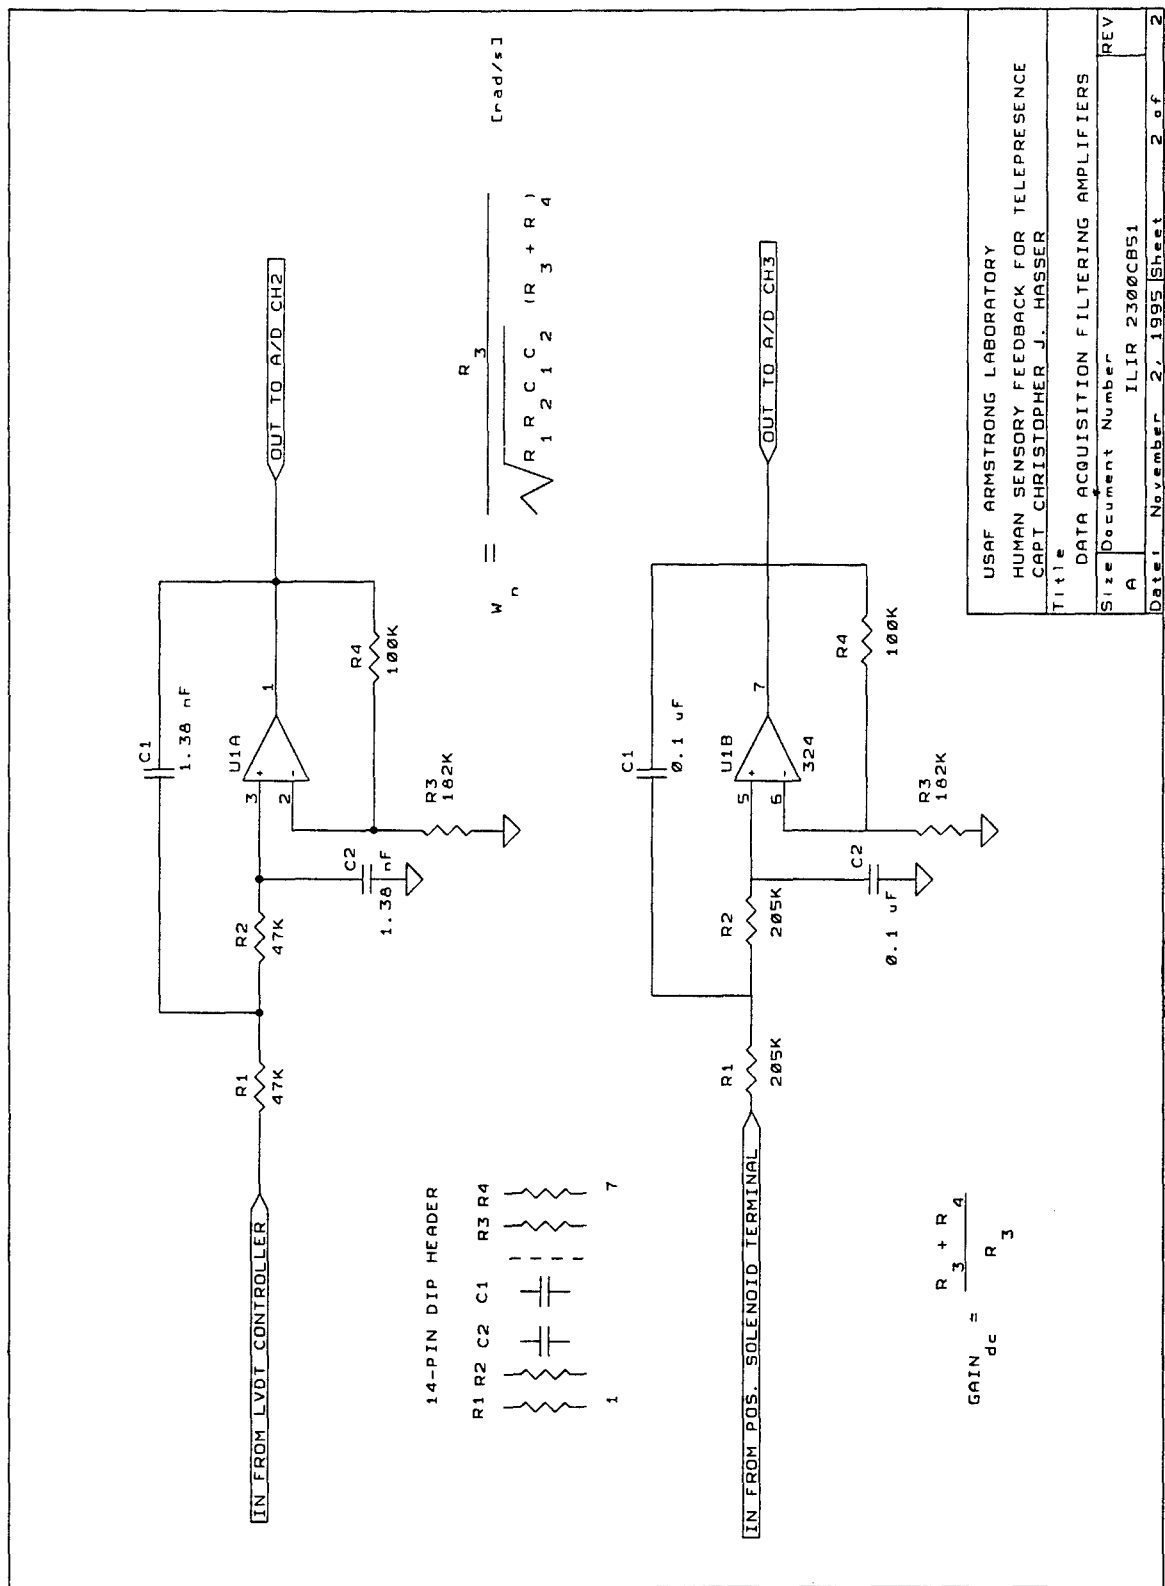 IN FROM LVDT CONTROLLER
R1
47K
R2
47K
C1
1.38 nF
C2
1.38 nF
3
2
U1A
+
-
1
R3
182K
R4
100K
OUT TO A/D CH2
14-PIN DIP HEADER
R1 R2 C2 C1 R3 R4
1 7
W n = R 3 / √ R 1 R 2 C 1 C 2 (R 3 + R 4) [rad/s]
IN FROM POS. SOLENOID TERMINAL
R1
205K
R2
205K
C1
0.1 uF
C2
0.1 uF
5
6
U1B
+
-
324
7
R3
182K
R4
100K
OUT TO A/D CH3
GAIN dc = R 3 + R 4 / R 3
USAF ARMSTRONG LABORATORY
HUMAN SENSORY FEEDBACK FOR TELEPRESENCE
CAPT CHRISTOPHER J. HASSER
Title
DATA ACQUISITION FILTERING AMPLIFIERS
Size Document Number REV
A ILIR 2300CB51
Date: November 2, 1995 Sheet 2 of 2